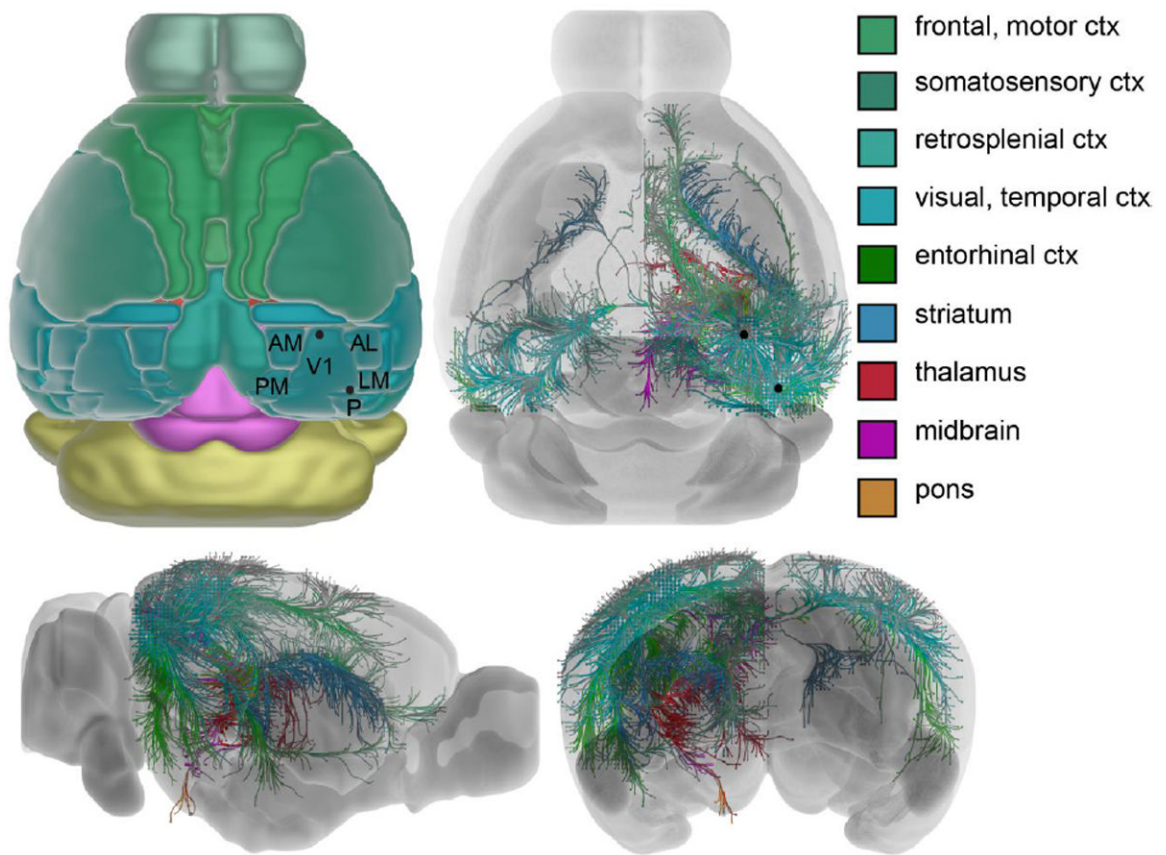 frontal, motor ctx
somatosensory ctx
retrosplenial ctx
visual, temporal ctx
entorhinal ctx
striatum
thalamus
midbrain
pons
AM
AL
V1
PM
LM
P